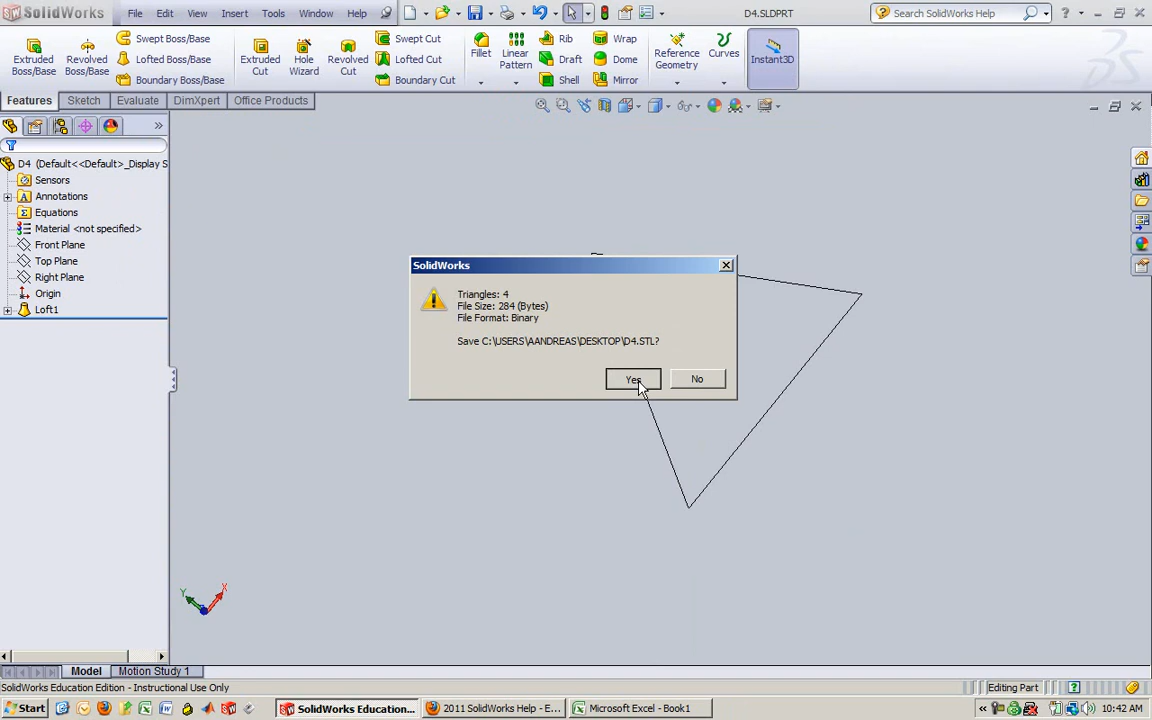 SolidWorks File Edit View Insert Tools Window Help D4.SLDPRT Search SolidWorks Help
Extruded Boss/Base
Revolved Boss/Base
Swept Boss/Base
Lofted Boss/Base
Boundary Boss/Base
Extruded Cut
Hole Wizard
Revolved Cut
Swept Cut
Lofted Cut
Boundary Cut
Fillet
Linear Pattern
Rib
Draft
Shell
Wrap
Dome
Mirror
Reference Geometry
Curves
Instant3D
Features Sketch Evaluate DimXpert Office Products
D4 (Default<<Default>_Display S
Sensors
Annotations
Equations
Material <not specified>
Front Plane
Top Plane
Right Plane
Origin
Loft1
SolidWorks
Triangles: 4
File Size: 284 (Bytes)
File Format: Binary
Save C:\USERS\AANDREAS\DESKTOP\D4.STL?
Yes No
Y X
Model Motion Study 1
SolidWorks Education Edition - Instructional Use Only Editing Part
Start SolidWorks Education... 2011 SolidWorks Help - E... Microsoft Excel - Book1 10:42 AM